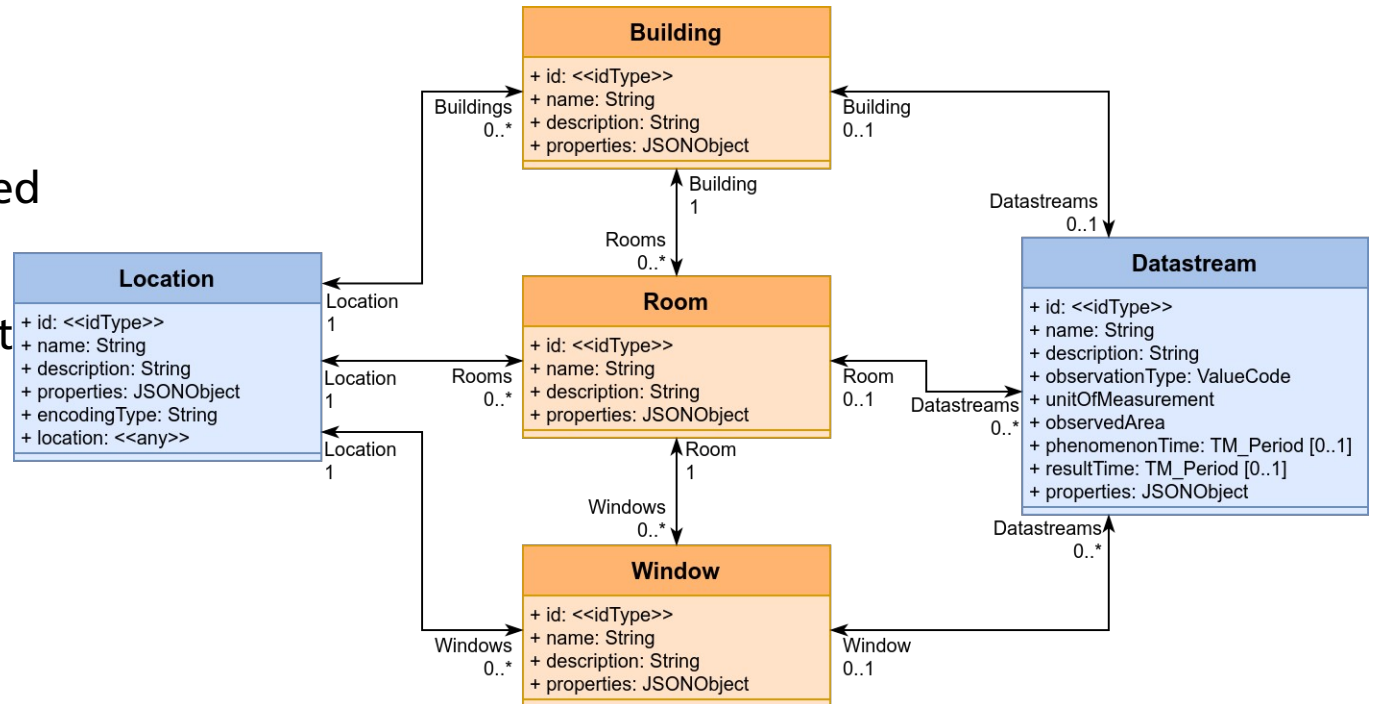 Building
+ id: <<idType>>
+ name: String
+ description: String
+ properties: JSONObject
Buildings
0..*
Building
0..1
Building
1
ed
Datastreams
0..1
Rooms
0..*
Location
+ id: <<idType>>
+ name: String
+ description: String
+ properties: JSONObject
+ encodingType: String
+ location: <<any>>
t
Location
1
Location
1
Location
1
Room
+ id: <<idType>>
+ name: String
+ description: String
+ properties: JSONObject
Rooms
0..*
Room
0..1
Datastreams
0..*
Datastream
+ id: <<idType>>
+ name: String
+ description: String
+ observationType: ValueCode
+ unitOfMeasurement
+ observedArea
+ phenomenonTime: TM_Period [0..1]
+ resultTime: TM_Period [0..1]
+ properties: JSONObject
Room
1
Windows
0..*
Datastreams
0..*
Window
+ id: <<idType>>
+ name: String
+ description: String
+ properties: JSONObject
Windows
0..*
Window
0..1